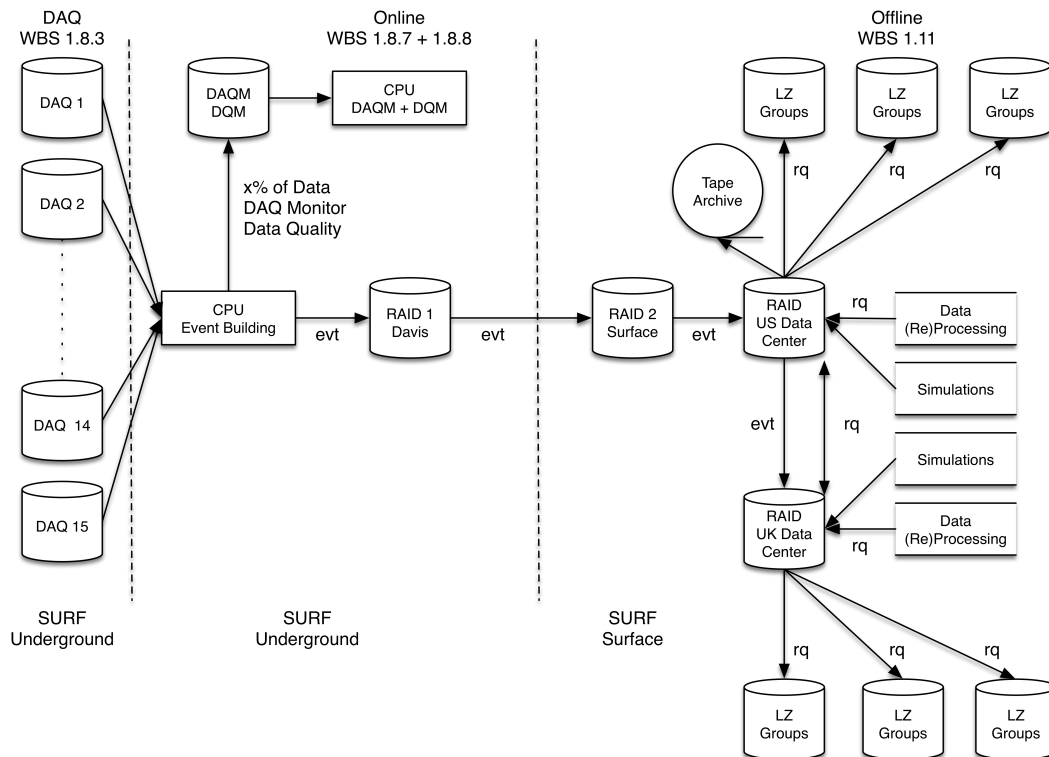 DAQ
WBS 1.8.3
Online
WBS 1.8.7 + 1.8.8
Offline
WBS 1.11
DAQ 1
DAQM
DQM
CPU
DAQM + DQM
LZ
Groups
LZ
Groups
LZ
Groups
rq
rq
rq
DAQ 2
x% of Data
DAQ Monitor
Data Quality
Tape
Archive
CPU
Event Building
evt
RAID 1
Davis
evt
RAID 2
Surface
evt
RAID
US Data
Center
rq
Data
(Re)Processing
Simulations
DAQ 14
evt
rq
Simulations
DAQ 15
RAID
UK Data
Center
rq
Data
(Re)Processing
SURF
Underground
SURF
Underground
SURF
Surface
rq
rq
rq
LZ
Groups
LZ
Groups
LZ
Groups